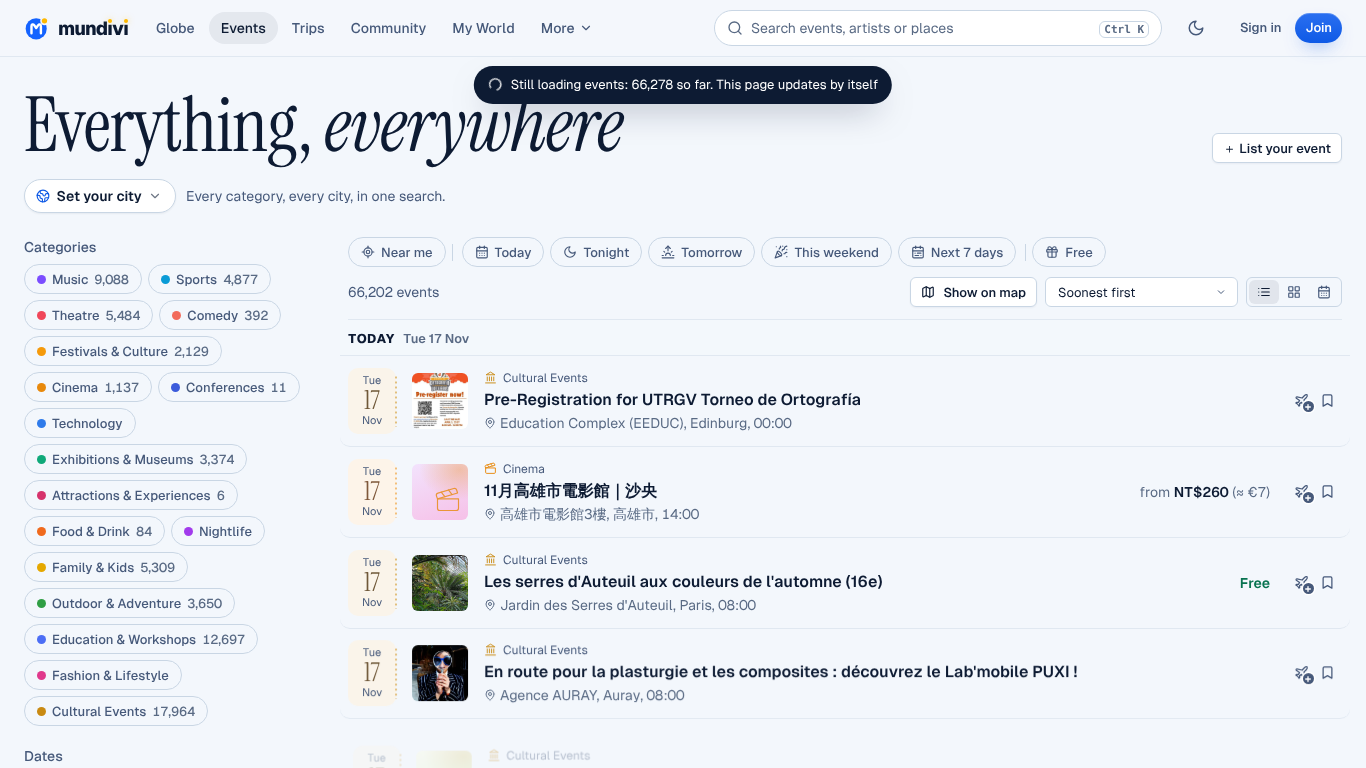 mundivi
Globe
Events
Trips
Community
My World
More
Search events, artists or places
Ctrl K
Sign in
Join
Still loading events: 66,278 so far. This page updates by itself
Everything, everywhere
+ List your event
Set your city
Every category, every city, in one search.
Categories
Music 9,088
Sports 4,877
Theatre 5,484
Comedy 392
Festivals & Culture 2,129
Cinema 1,137
Conferences 11
Technology
Exhibitions & Museums 3,374
Attractions & Experiences 6
Food & Drink 84
Nightlife
Family & Kids 5,309
Outdoor & Adventure 3,650
Education & Workshops 12,697
Fashion & Lifestyle
Cultural Events 17,964
Dates
Near me
Today
Tonight
Tomorrow
This weekend
Next 7 days
Free
66,202 events
Show on map
Soonest first
TODAY Tue 17 Nov
Tue
17
Nov
Pre-register now!
Cultural Events
Pre-Registration for UTRGV Torneo de Ortografía
Education Complex (EEDUC), Edinburg, 00:00
Tue
17
Nov
Cinema
11月高雄市電影館｜沙央
高雄市電影館3樓, 高雄市, 14:00
from NT$260 (≈ €7)
Tue
17
Nov
Cultural Events
Les serres d'Auteuil aux couleurs de l'automne (16e)
Jardin des Serres d'Auteuil, Paris, 08:00
Free
Tue
17
Nov
Cultural Events
En route pour la plasturgie et les composites : découvrez le Lab'mobile PUXI !
Agence AURAY, Auray, 08:00
Tue
Cultural Events